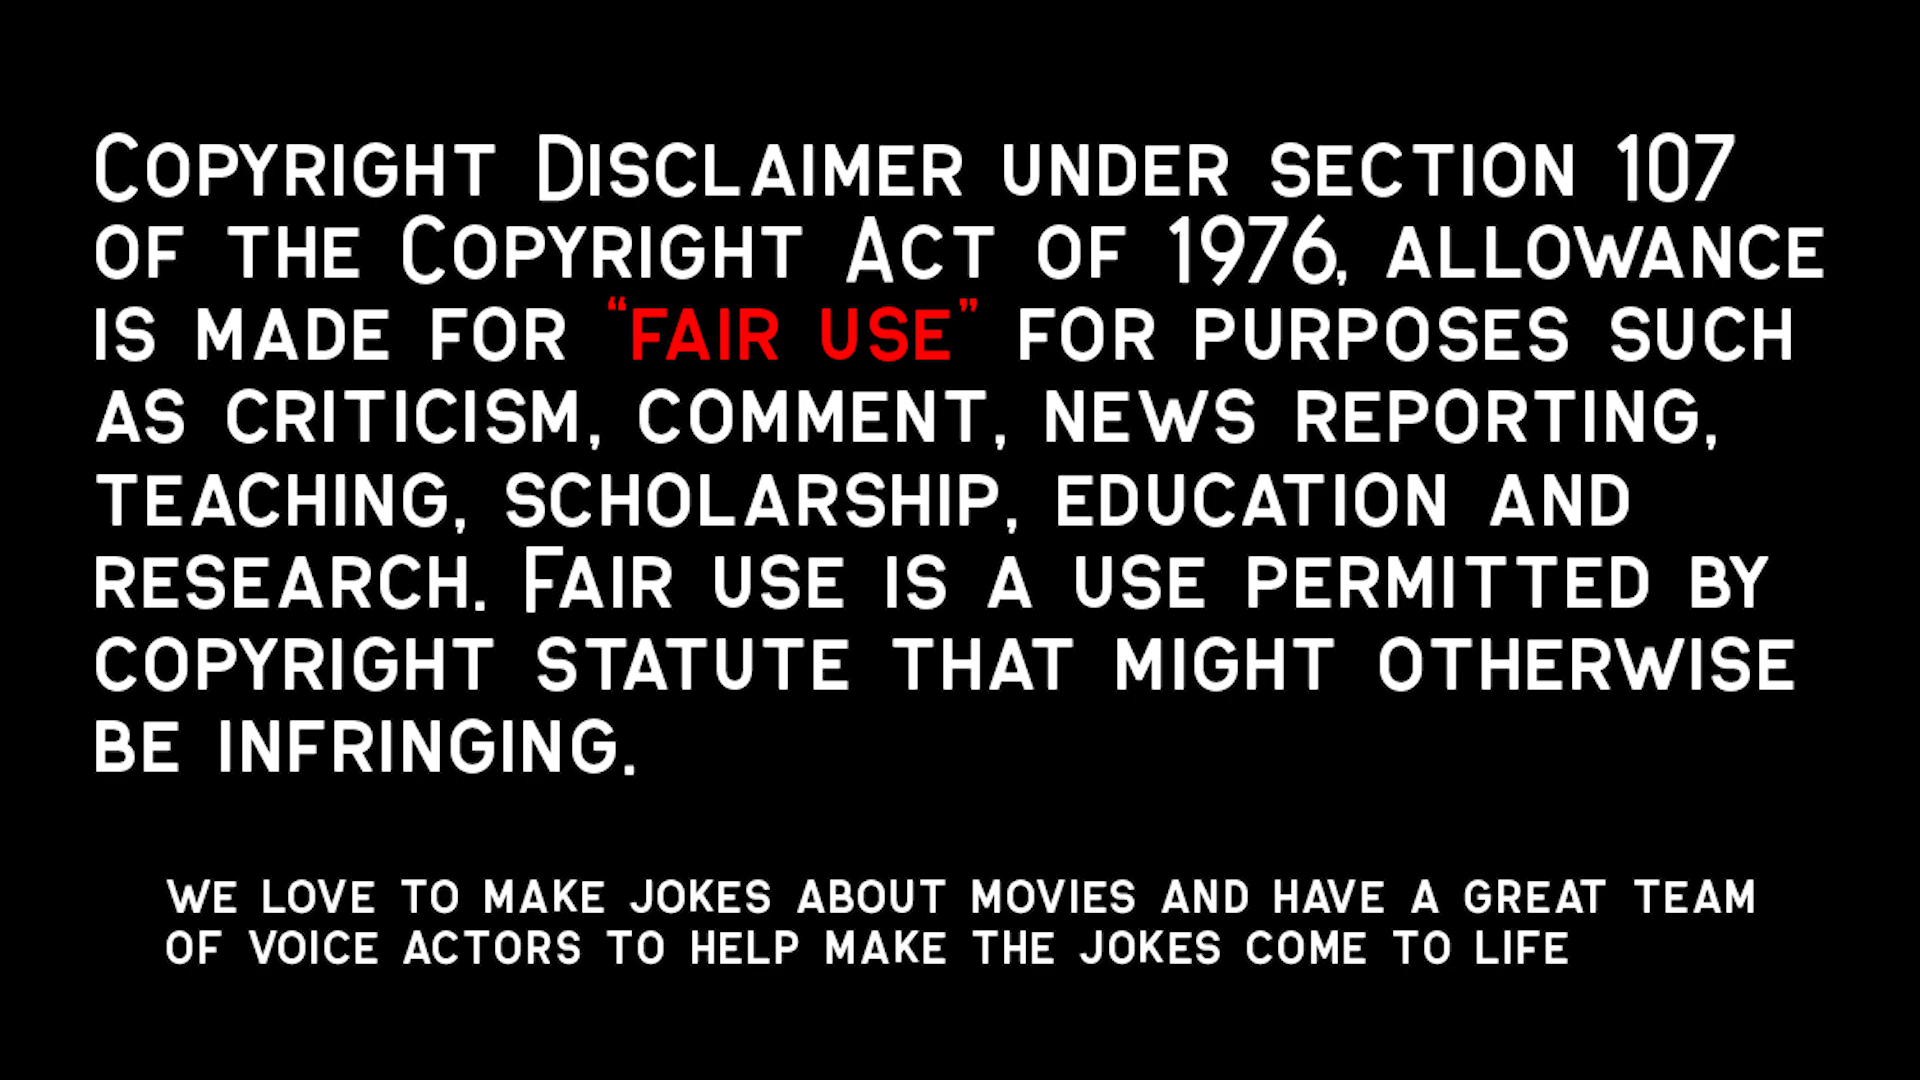 Copyright Disclaimer under section 107
of the Copyright Act of 1976, allowance
is made for “fair use” for purposes such
as criticism, comment, news reporting,
teaching, scholarship, education and
research. Fair use is a use permitted by
copyright statute that might otherwise
be infringing.
we love to make jokes about movies and have a great team
of voice actors to help make the jokes come to life